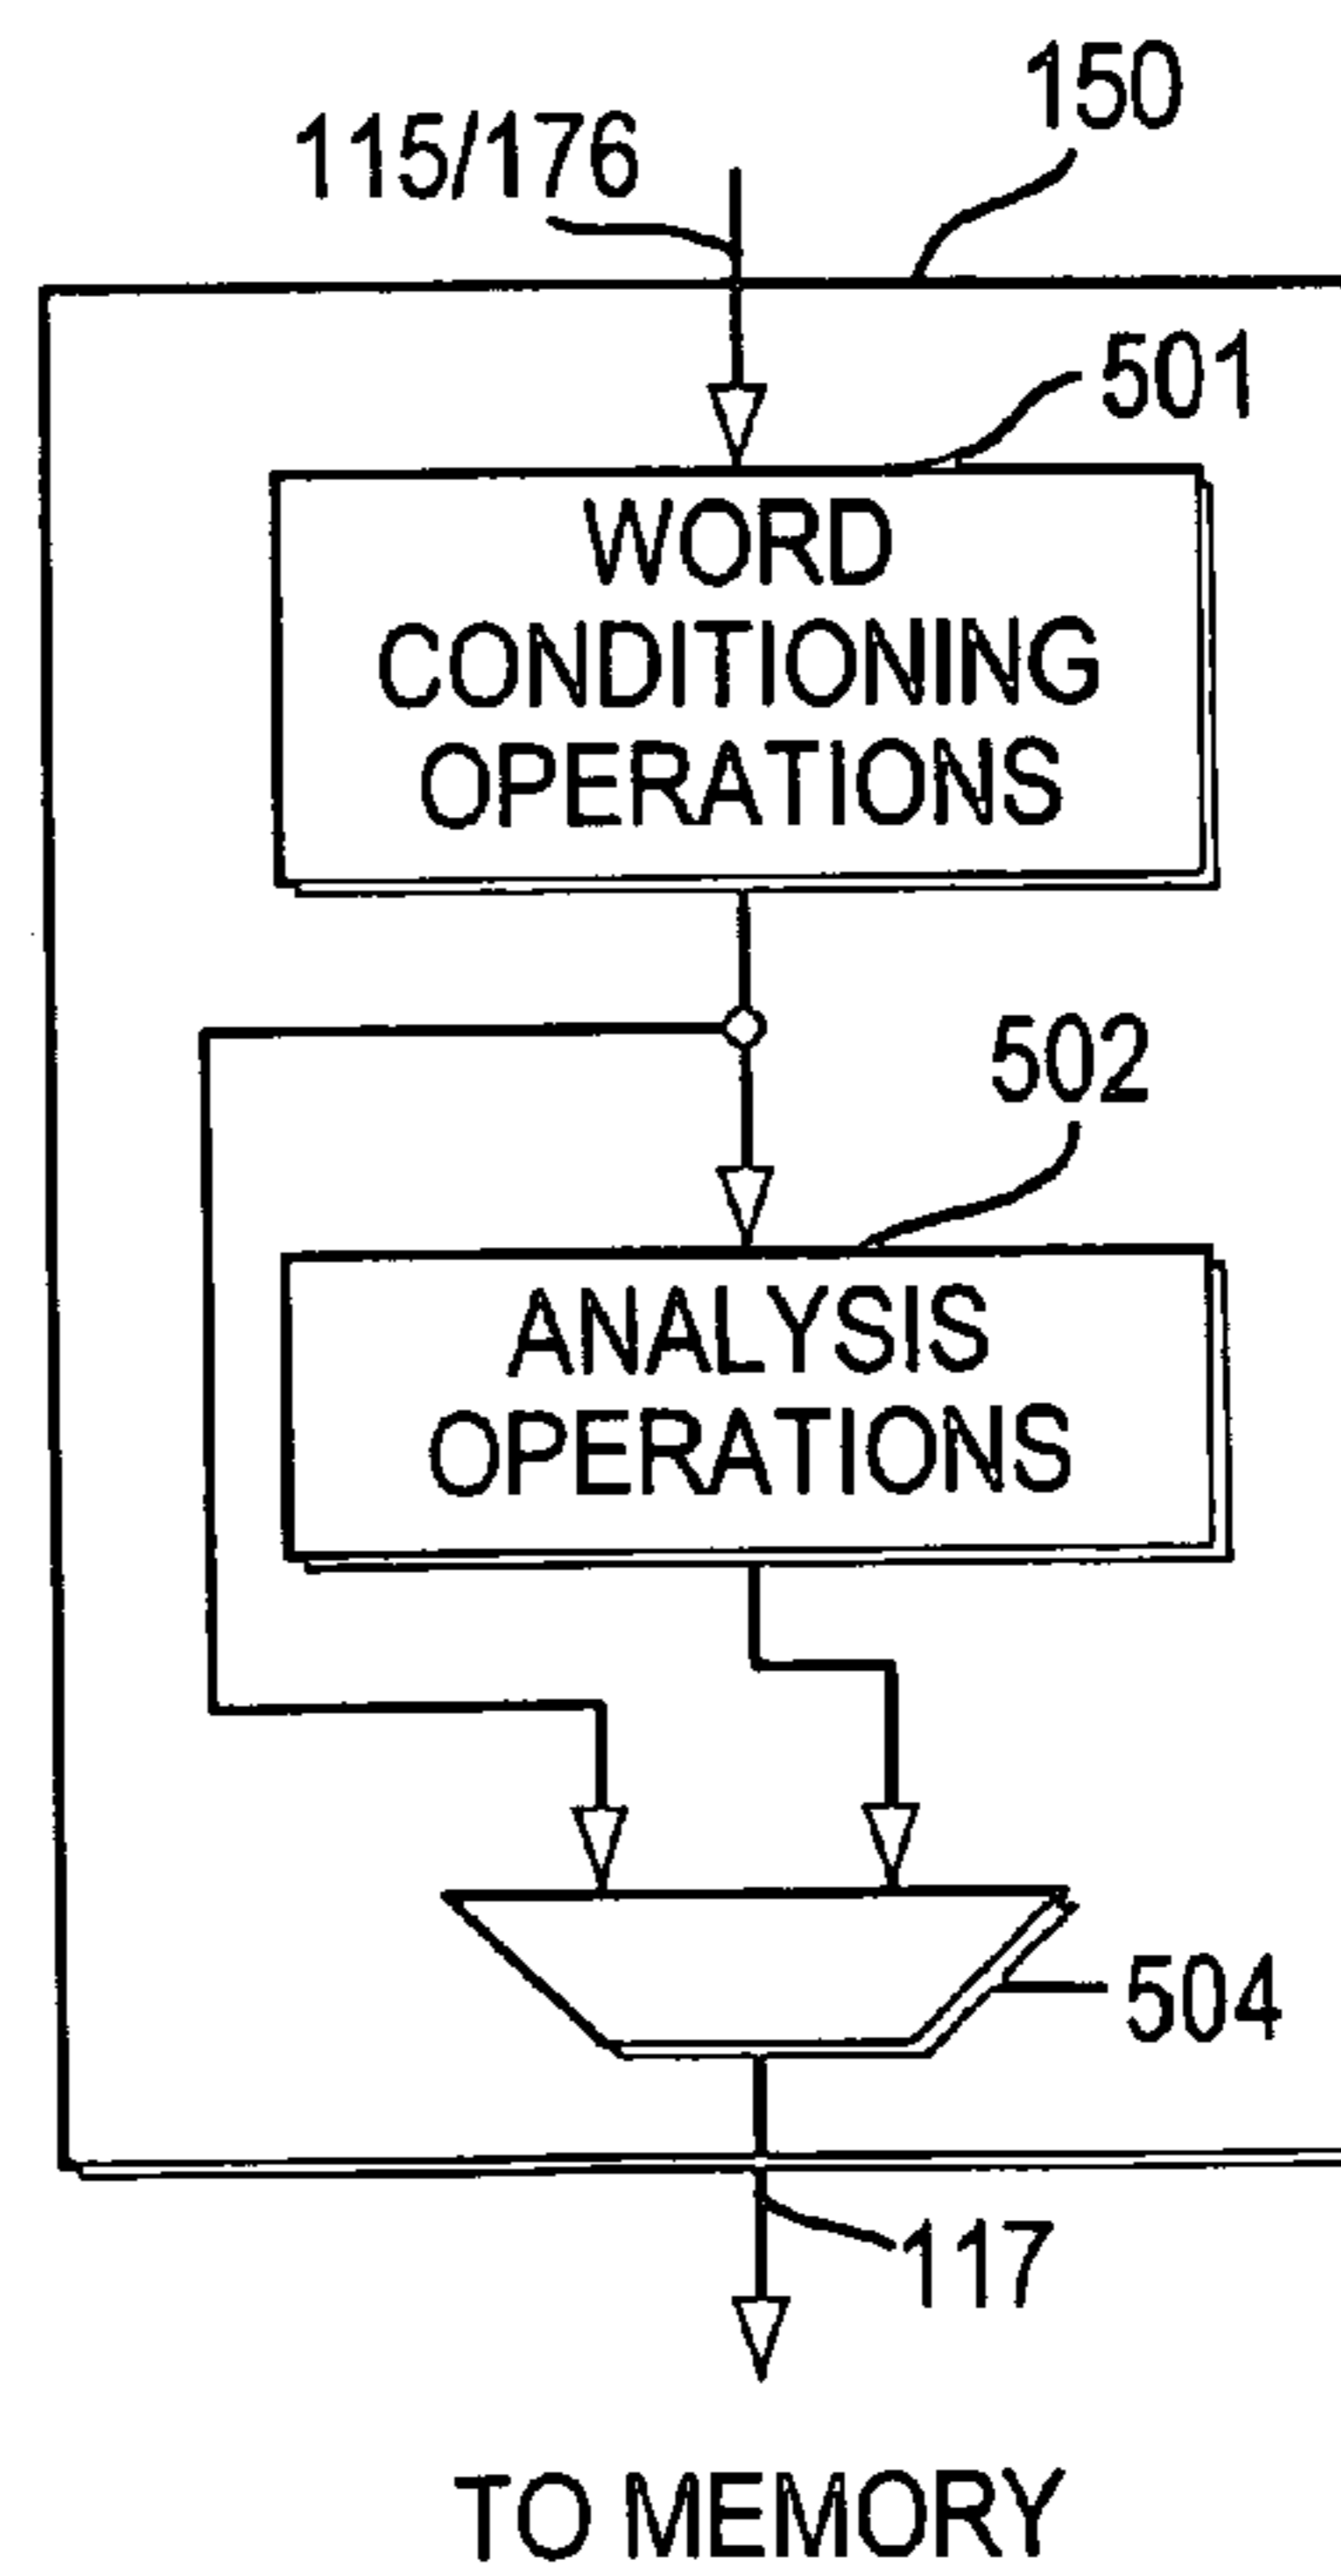 150
115/176
501
WORD
CONDITIONING
OPERATIONS
502
ANALYSIS
OPERATIONS
504
117
TO MEMORY